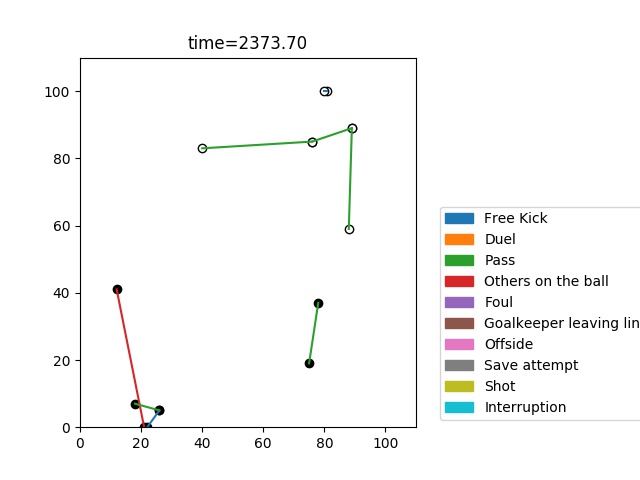 time=2373.70
100
80
60
40
20
0
0 20 40 60 80 100
Free Kick
Duel
Pass
Others on the ball
Foul
Goalkeeper leaving lin
Offside
Save attempt
Shot
Interruption